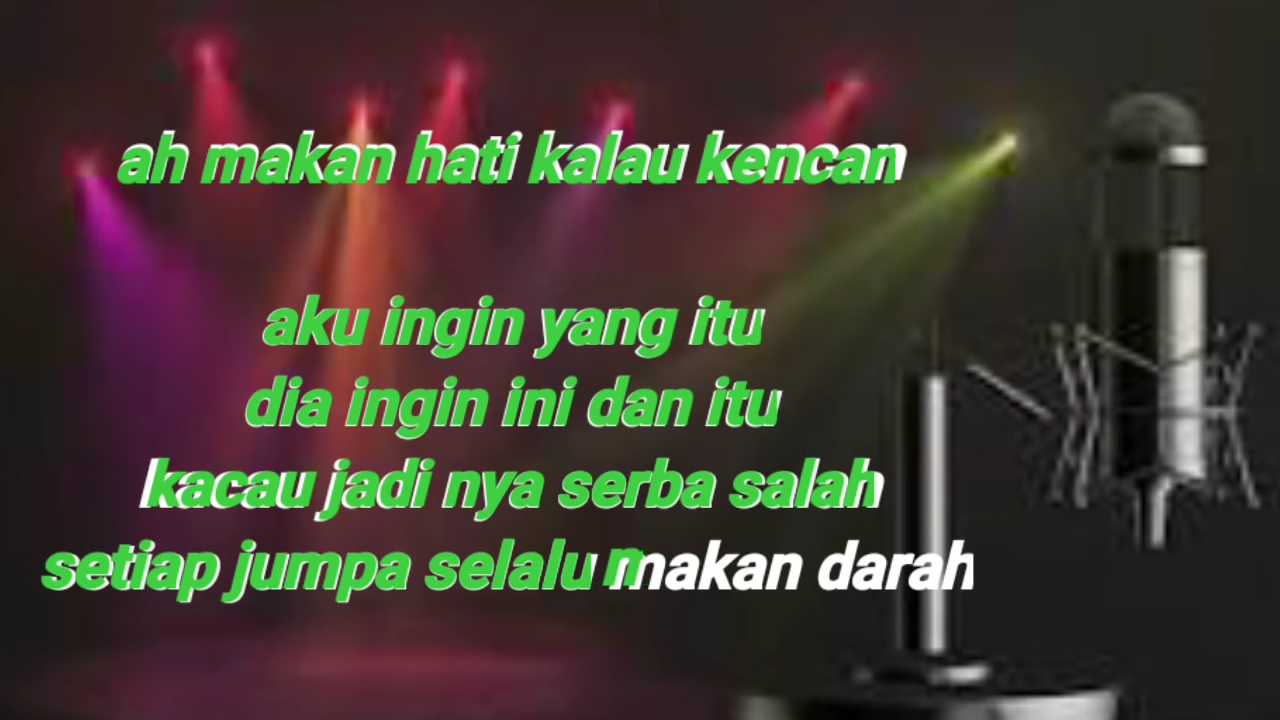 ah makan hati kalau kencan
aku ingin yang itu
dia ingin ini dan itu
kacau jadi nya serba salah
setiap jumpa selalu makan darah